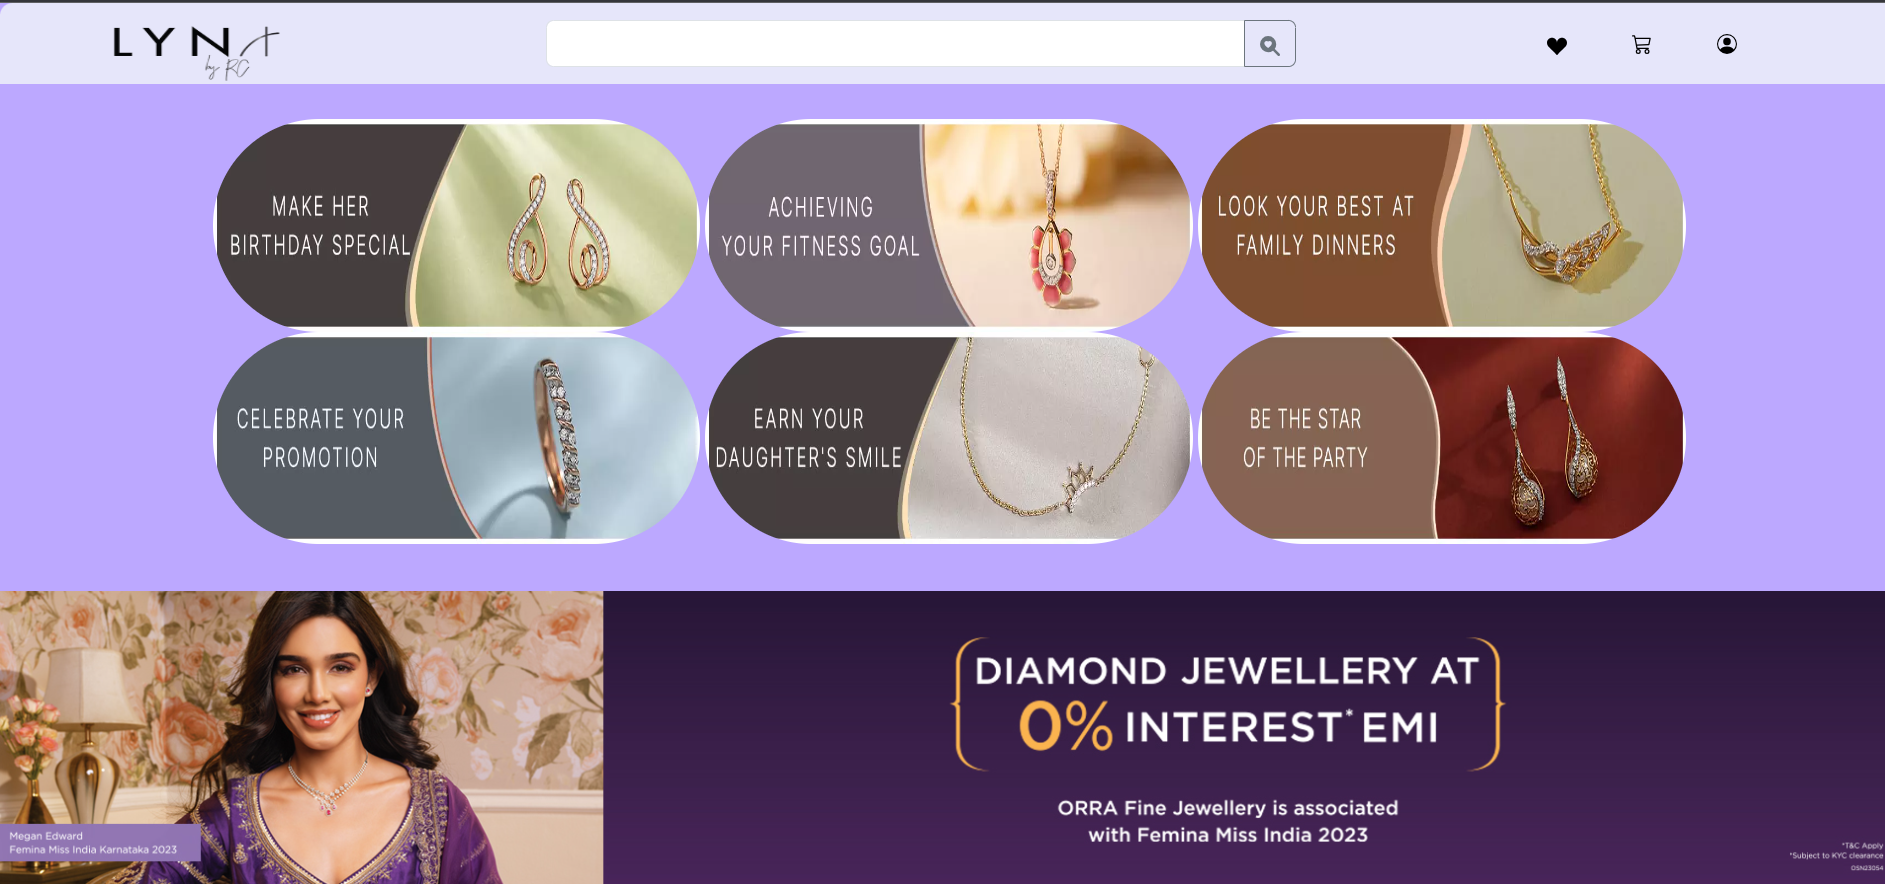 LYNX
by RC
MAKE HER
BIRTHDAY SPECIAL
ACHIEVING
YOUR FITNESS GOAL
LOOK YOUR BEST AT
FAMILY DINNERS
CELEBRATE YOUR
PROMOTION
EARN YOUR
DAUGHTER'S SMILE
BE THE STAR
OF THE PARTY
DIAMOND JEWELLERY AT
0% INTEREST* EMI
ORRA Fine Jewellery is associated
with Femina Miss India 2023
Megan Edward
Femina Miss India Karnataka 2023
*T&C Apply
*Subject to KYC clearance
OSN23054